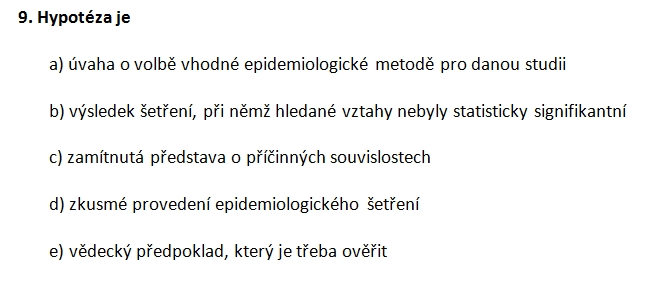 9. Hypotéza je
a) úvaha o volbě vhodné epidemiologické metodě pro danou studii
b) výsledek šetření, při němž hledané vztahy nebyly statisticky signifikantní
c) zamítnutá představa o příčinných souvislostech
d) zkusmé provedení epidemiologického šetření
e) vědecký předpoklad, který je třeba ověřit